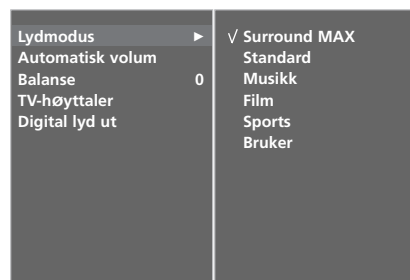 Lydmodus ►
Automatisk volum
Balanse 0
TV-høyttaler
Digital lyd ut
√ Surround MAX
Standard
Musikk
Film
Sports
Bruker